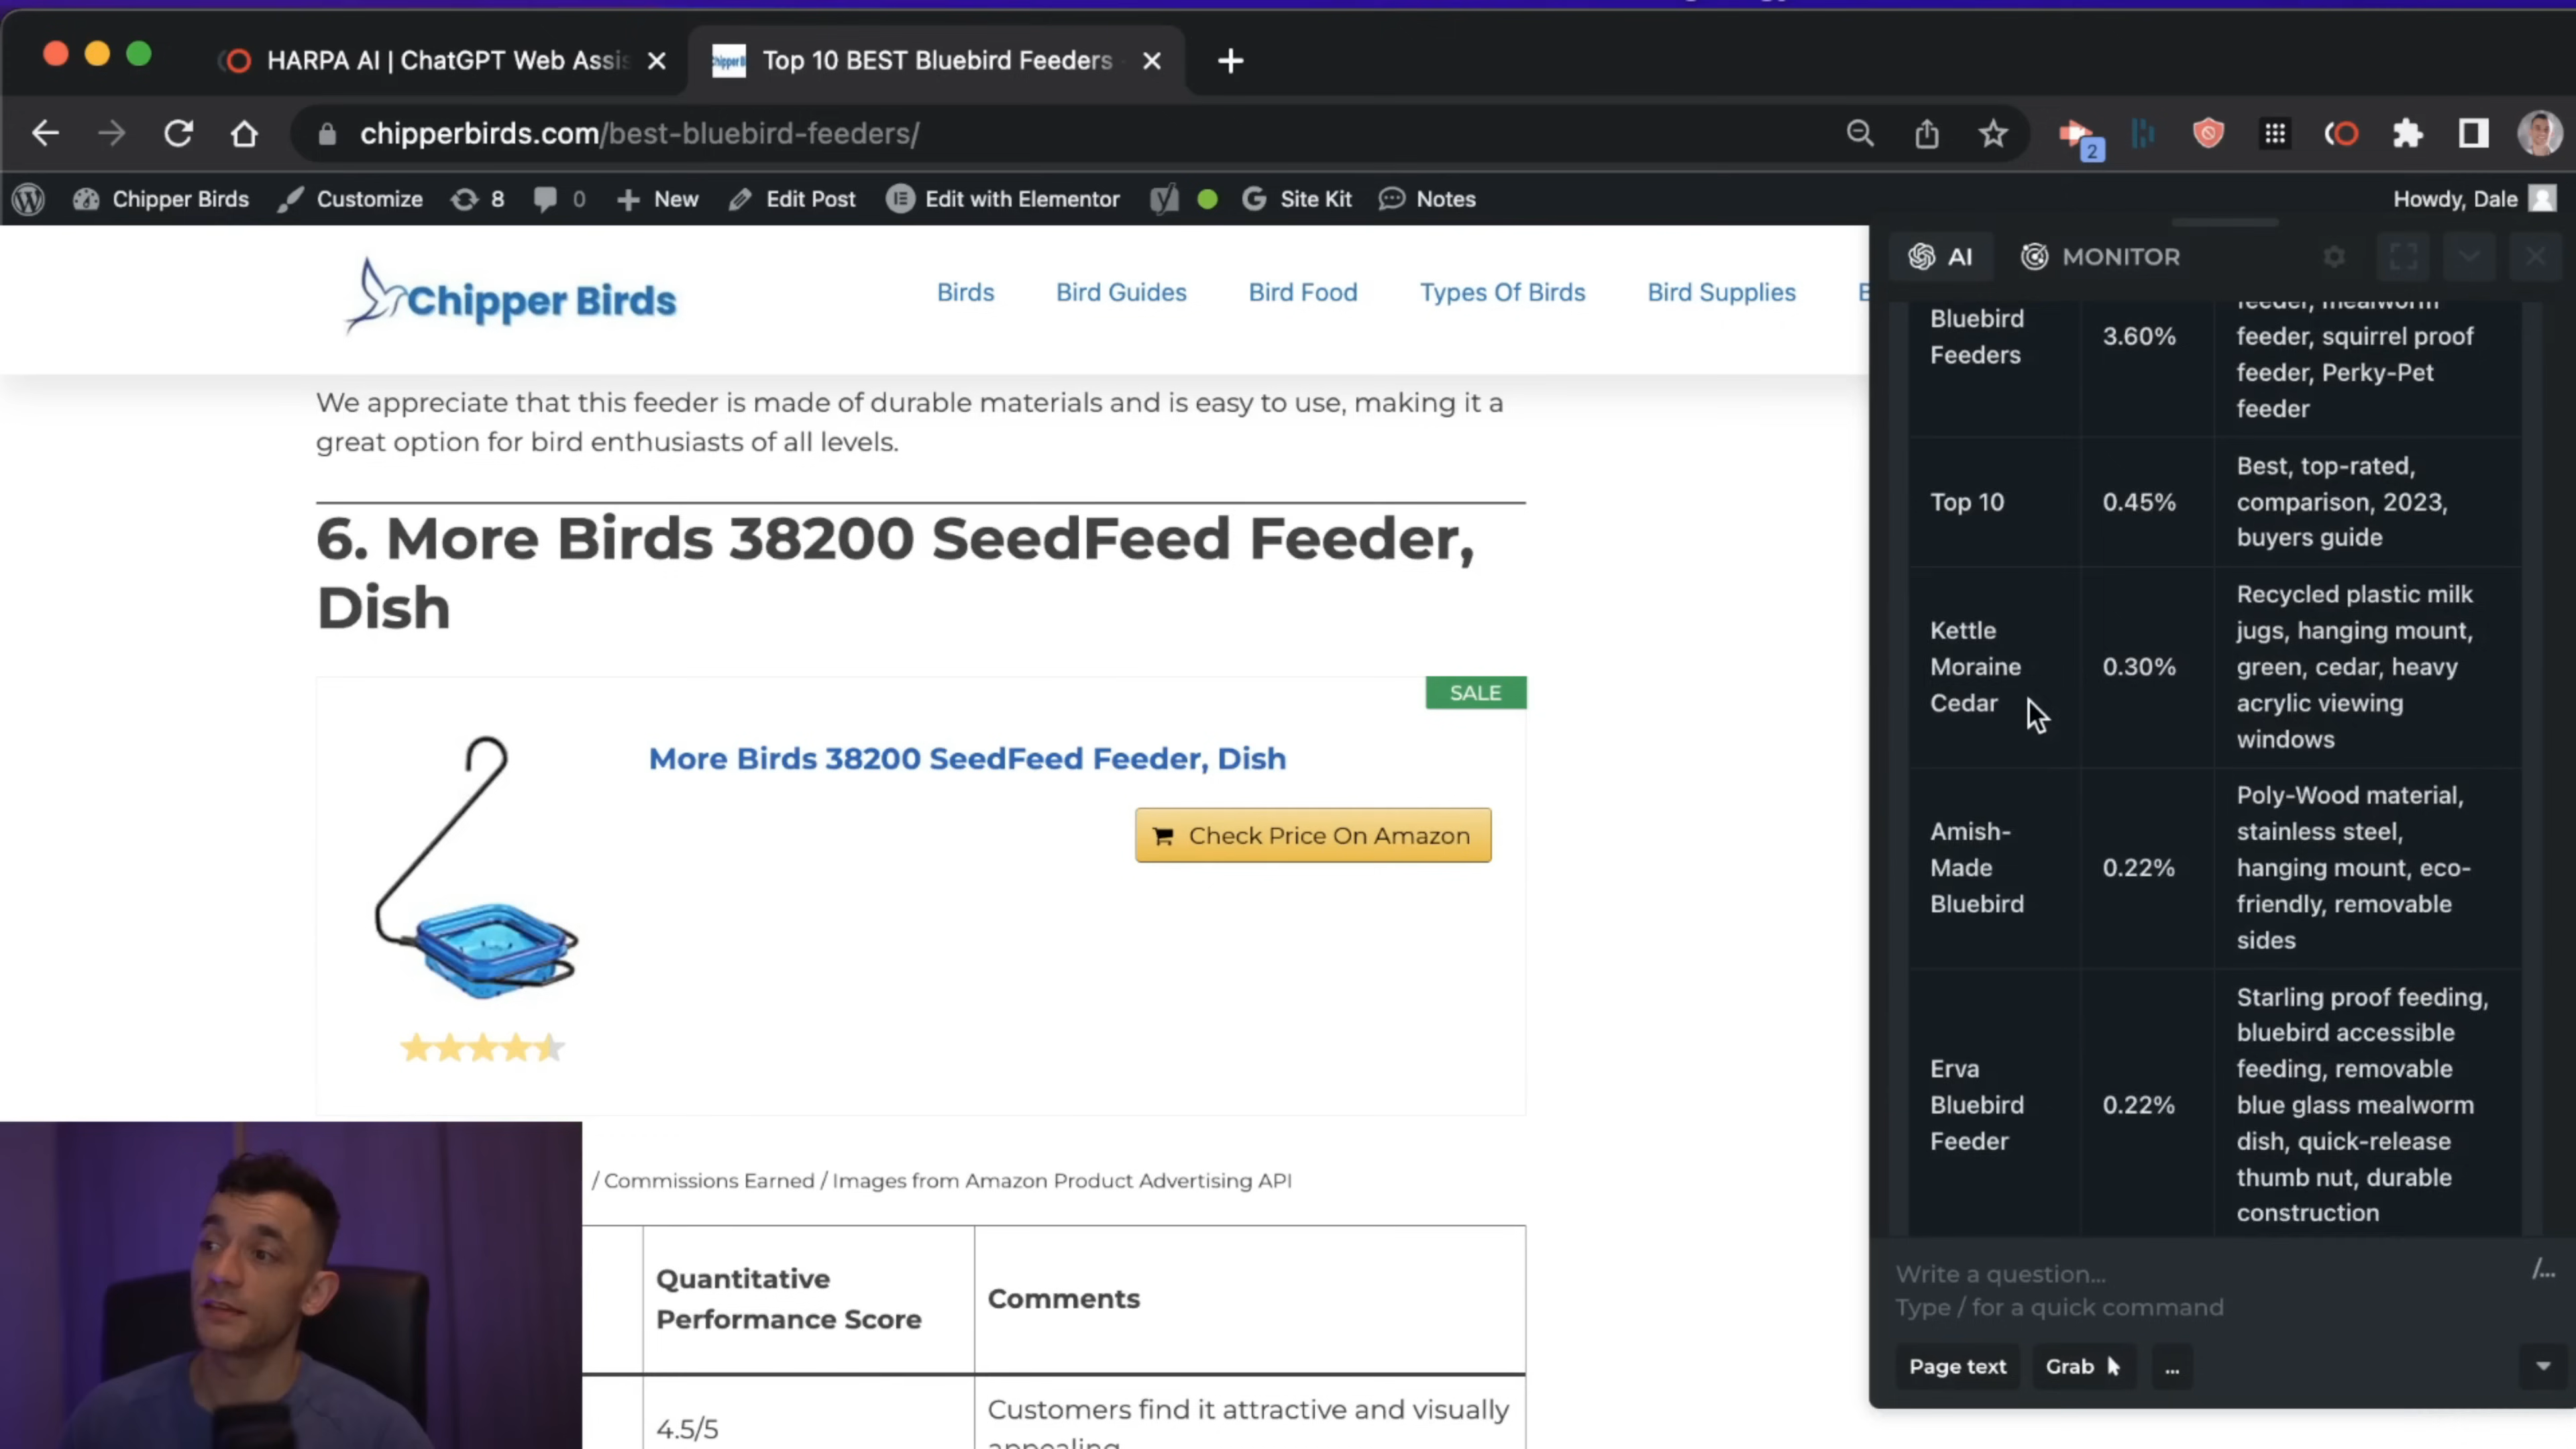 HARPA AI | ChatGPT Web Assis
Top 10 BEST Bluebird Feeders
chipperbirds.com/best-bluebird-feeders/
2
Chipper Birds
Customize
8
0
New
Edit Post
Edit with Elementor
Site Kit
Notes
Howdy, Dale
Chipper Birds
Birds
Bird Guides
Bird Food
Types Of Birds
Bird Supplies
We appreciate that this feeder is made of durable materials and is easy to use, making it a
great option for bird enthusiasts of all levels.
6. More Birds 38200 SeedFeed Feeder,
Dish
SALE
More Birds 38200 SeedFeed Feeder, Dish
Check Price On Amazon
/ Commissions Earned / Images from Amazon Product Advertising API
Quantitative
Performance Score
Comments
4.5/5
Customers find it attractive and visually
appealing
AI
MONITOR
Bluebird
Feeders
3.60%
feeder, mealworm
feeder, squirrel proof
feeder, Perky-Pet
feeder
Top 10
0.45%
Best, top-rated,
comparison, 2023,
buyers guide
Kettle
Moraine
Cedar
0.30%
Recycled plastic milk
jugs, hanging mount,
green, cedar, heavy
acrylic viewing
windows
Amish-
Made
Bluebird
0.22%
Poly-Wood material,
stainless steel,
hanging mount, eco-
friendly, removable
sides
Erva
Bluebird
Feeder
0.22%
Starling proof feeding,
bluebird accessible
feeding, removable
blue glass mealworm
dish, quick-release
thumb nut, durable
construction
Write a question...
Type / for a quick command
/...
Page text
Grab
...